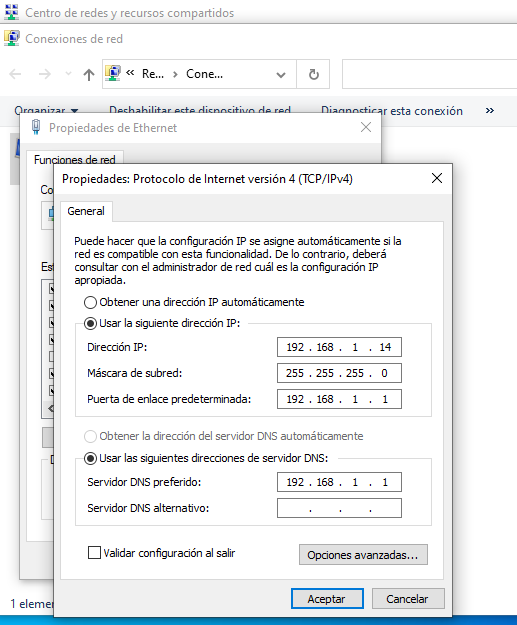 Centro de redes y recursos compartidos
Conexiones de red
« Re... › Cone...
Organizar Deshabilitar este dispositivo de red Diagnosticar esta conexión »
Propiedades de Ethernet
Funciones de red
Propiedades: Protocolo de Internet versión 4 (TCP/IPv4)
General
Puede hacer que la configuración IP se asigne automáticamente si la
red es compatible con esta funcionalidad. De lo contrario, deberá
consultar con el administrador de red cuál es la configuración IP
apropiada.
Obtener una dirección IP automáticamente
Usar la siguiente dirección IP:
Dirección IP: 192 . 168 . 1 . 14
Máscara de subred: 255 . 255 . 255 . 0
Puerta de enlace predeterminada: 192 . 168 . 1 . 1
Obtener la dirección del servidor DNS automáticamente
Usar las siguientes direcciones de servidor DNS:
Servidor DNS preferido: 192 . 168 . 1 . 1
Servidor DNS alternativo: . . .
Validar configuración al salir
Opciones avanzadas...
Aceptar Cancelar